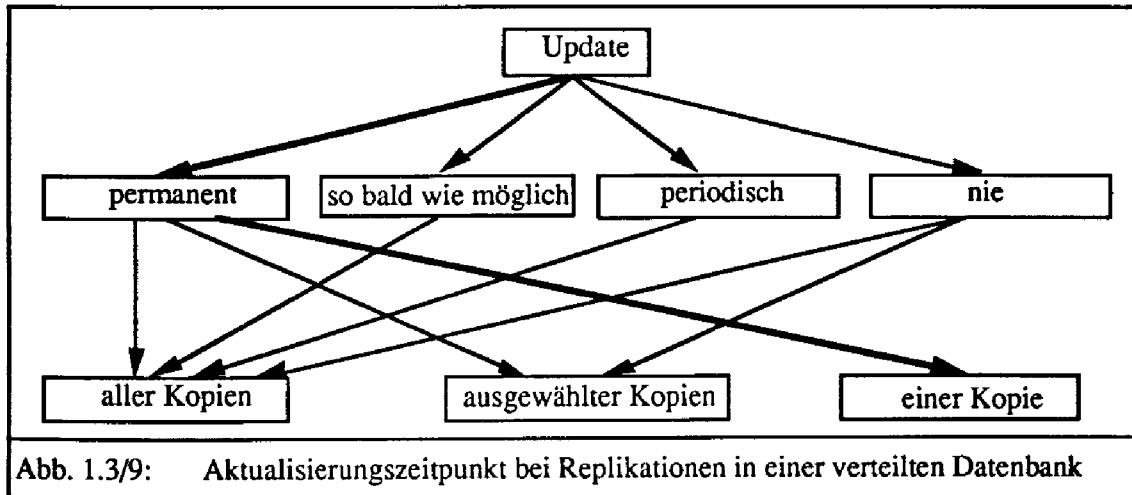 Update
permanent
so bald wie möglich
periodisch
nie
aller Kopien
ausgewählter Kopien
einer Kopie
Abb. 1.3/9: Aktualisierungszeitpunkt bei Replikationen in einer verteilten Datenbank